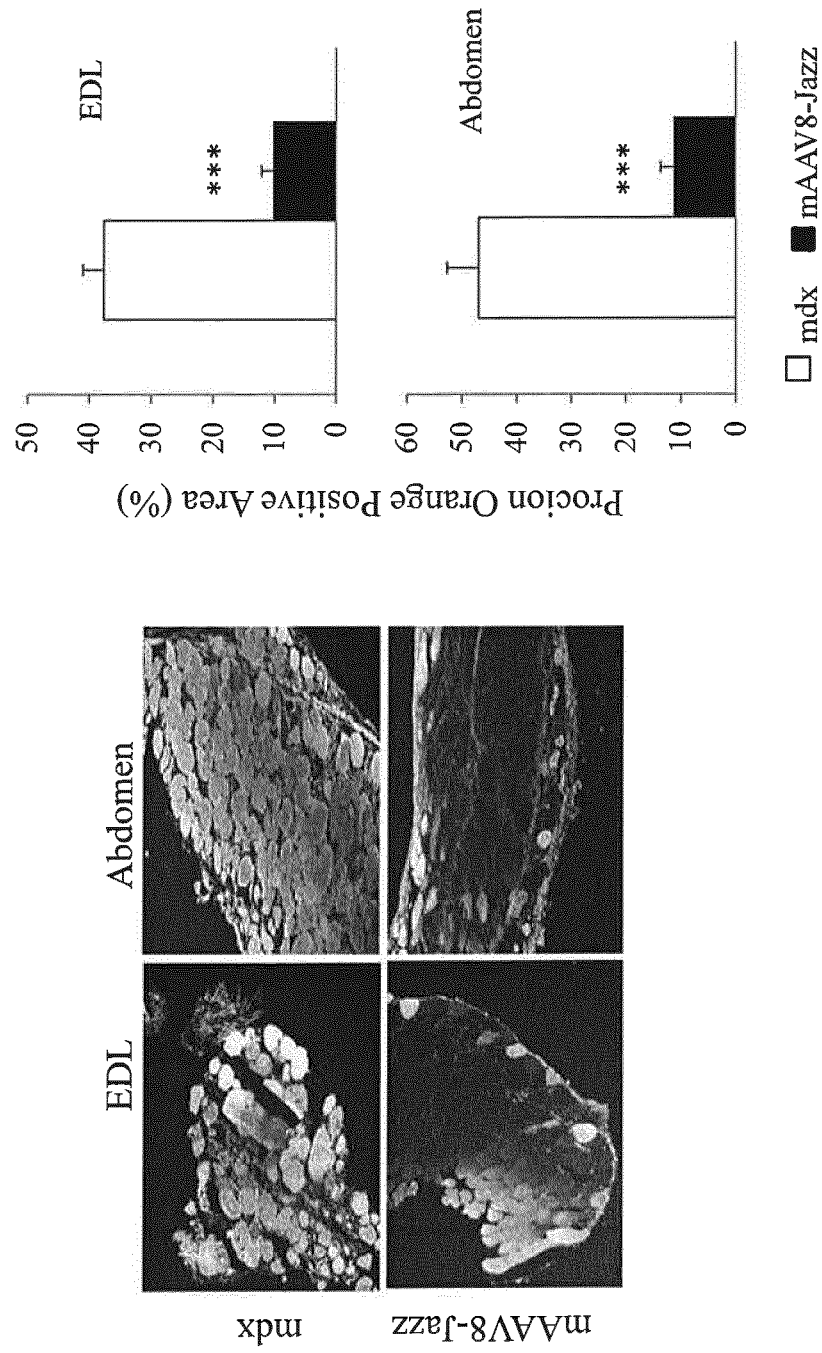 EDL
Abdomen
mdx
mAAV8-Jazz
Procion Orange Positive Area (%)
50
40
30
20
10
0
EDL
***
60
50
40
30
20
10
0
Abdomen
***
mdx
mAAV8-Jazz